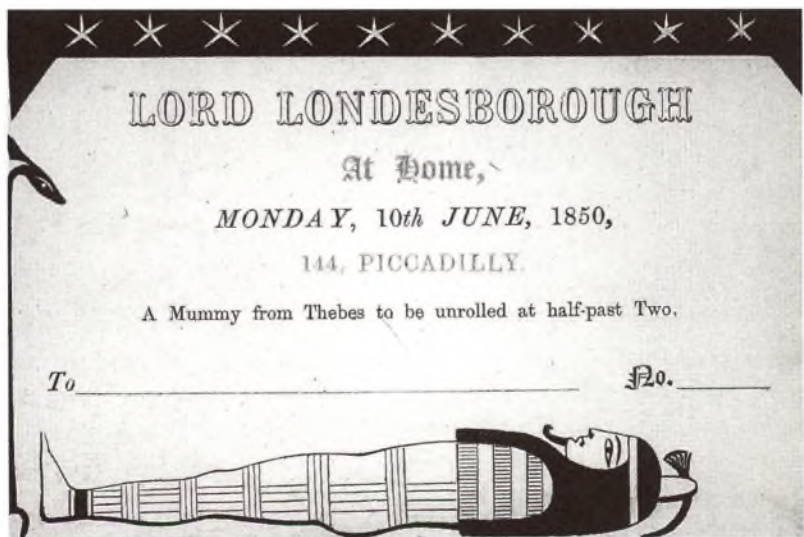 LORD LONDESBOROUGH
At Home,
MONDAY, 10th JUNE, 1850,
144, PICCADILLY.
A Mummy from Thebes to be unrolled at half-past Two.
To No.